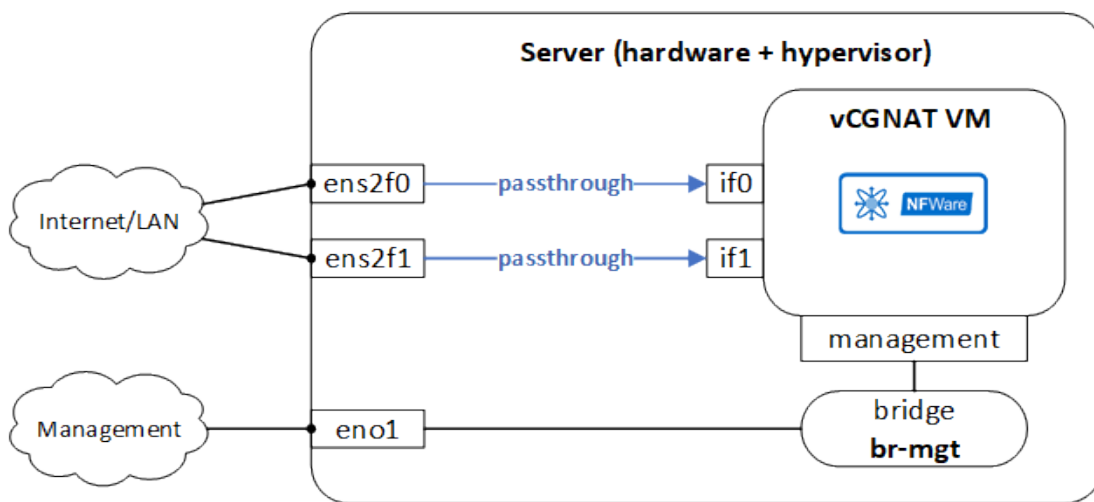 Server (hardware + hypervisor)
vCGNAT VM
NFWare
Internet/LAN
ens2f0
passthrough
if0
ens2f1
passthrough
if1
management
Management
eno1
bridge
br-mgt